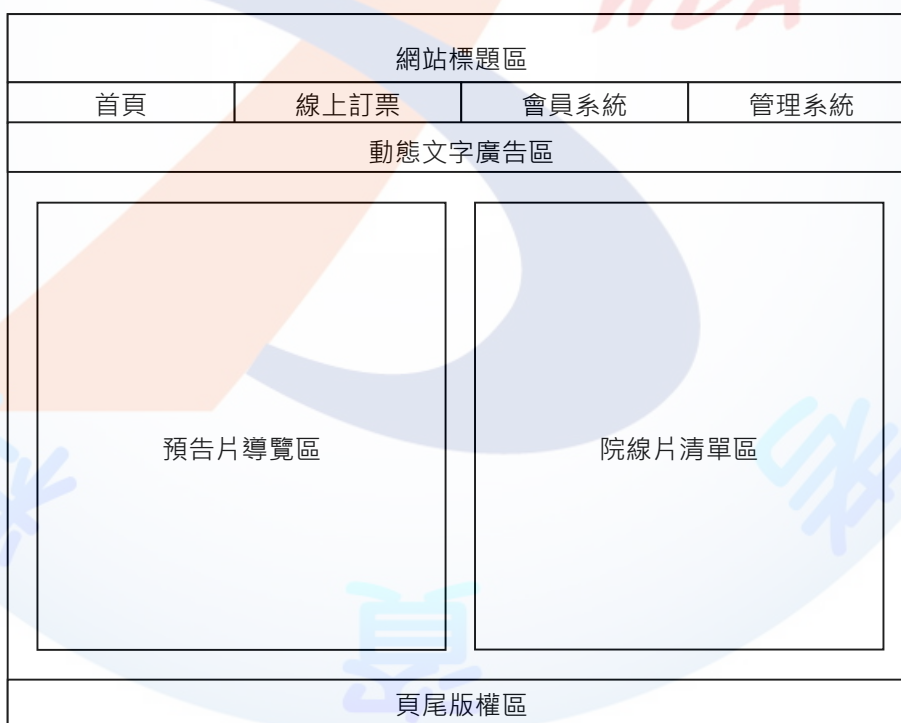 WDA
網站標題區
首頁 線上訂票 會員系統 管理系統
動態文字廣告區
預告片導覽區 院線片清單區
頁尾版權區